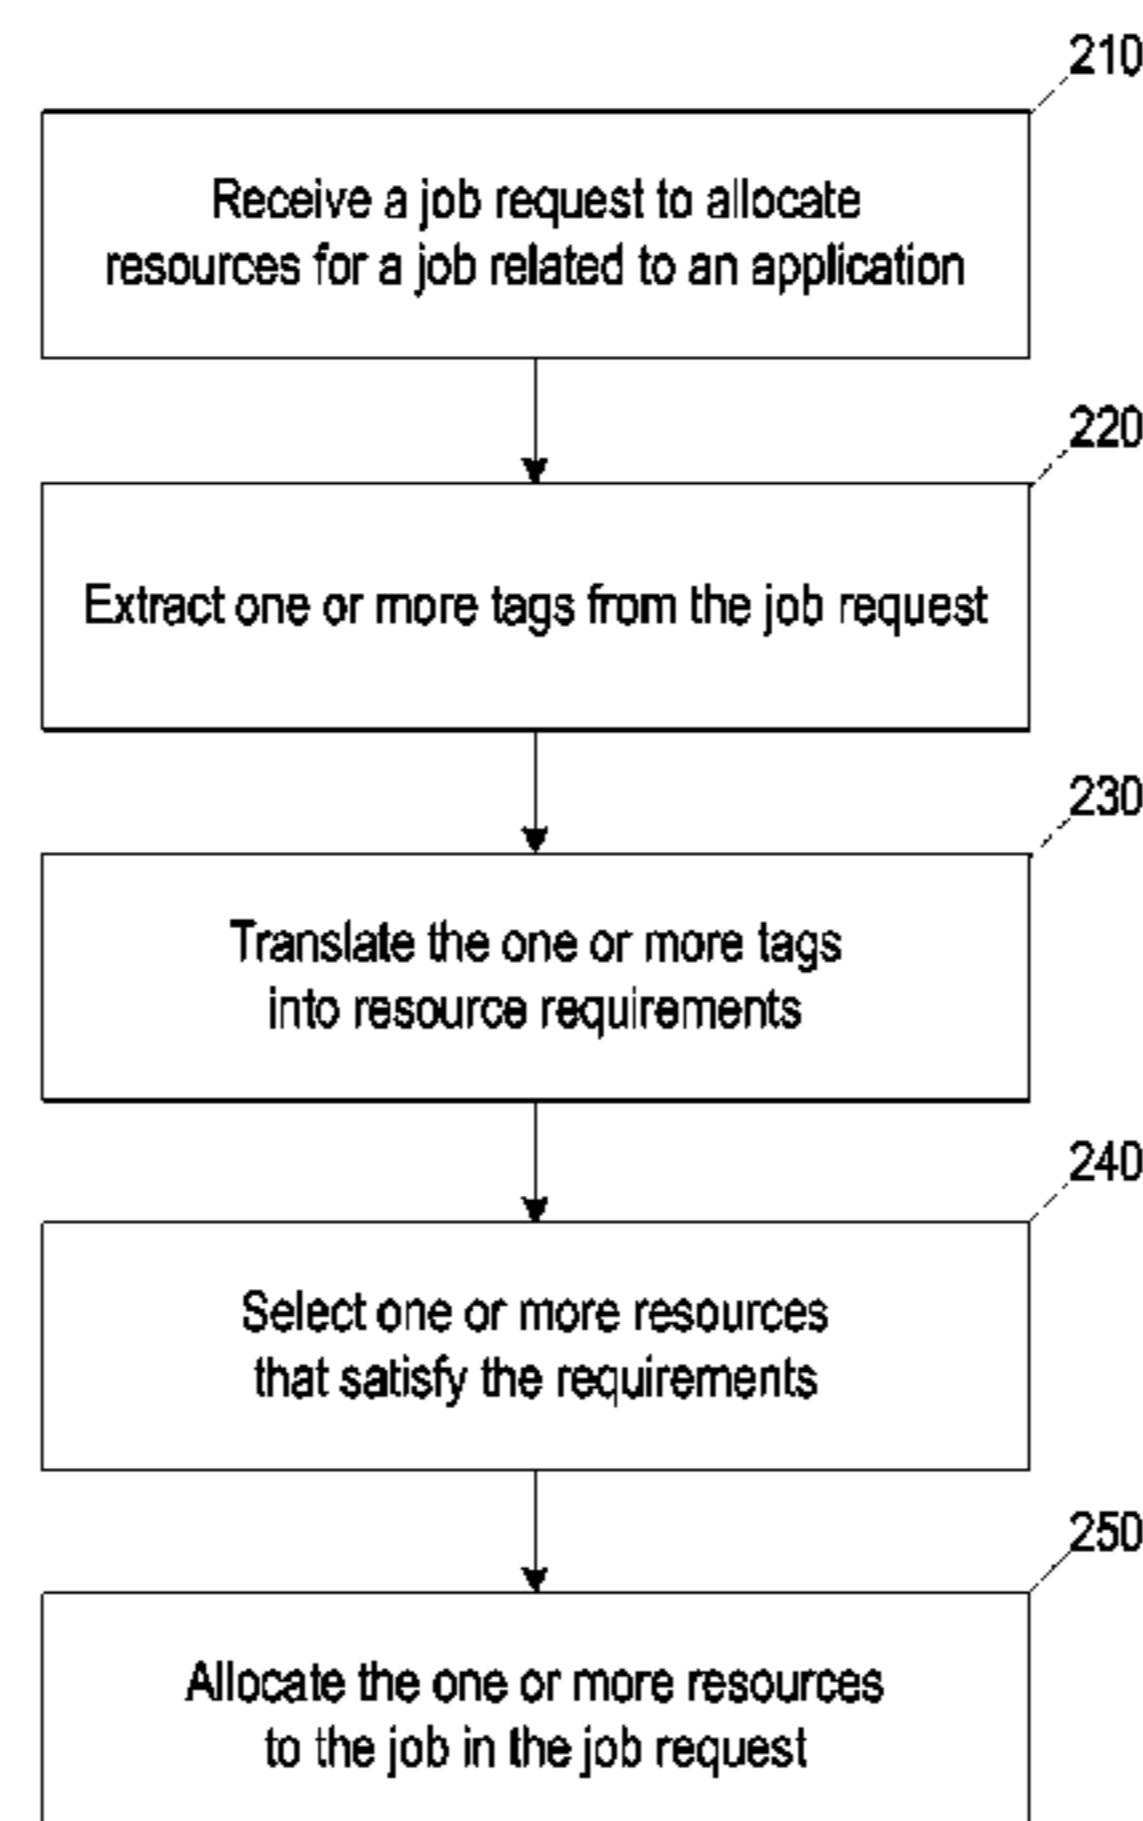 210
Receive a job request to allocate
resources for a job related to an application
220
Extract one or more tags from the job request
230
Translate the one or more tags
into resource requirements
240
Select one or more resources
that satisfy the requirements
250
Allocate the one or more resources
to the job in the job request